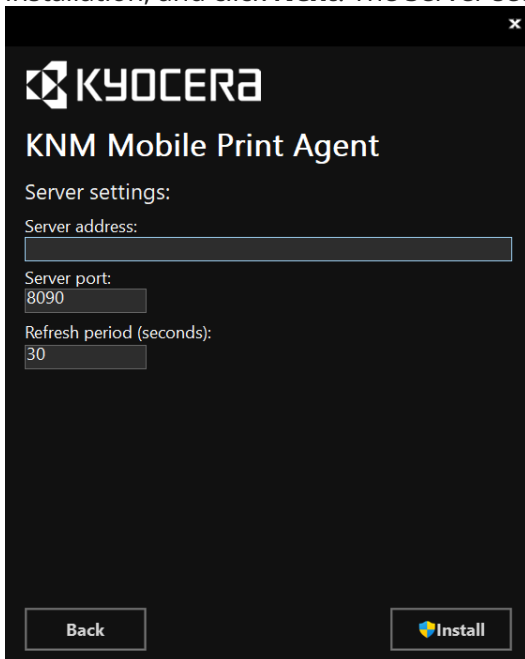 KYOCERA
KNM Mobile Print Agent
Server settings:
Server address:
Server port:
8090
Refresh period (seconds):
30
Back
Install